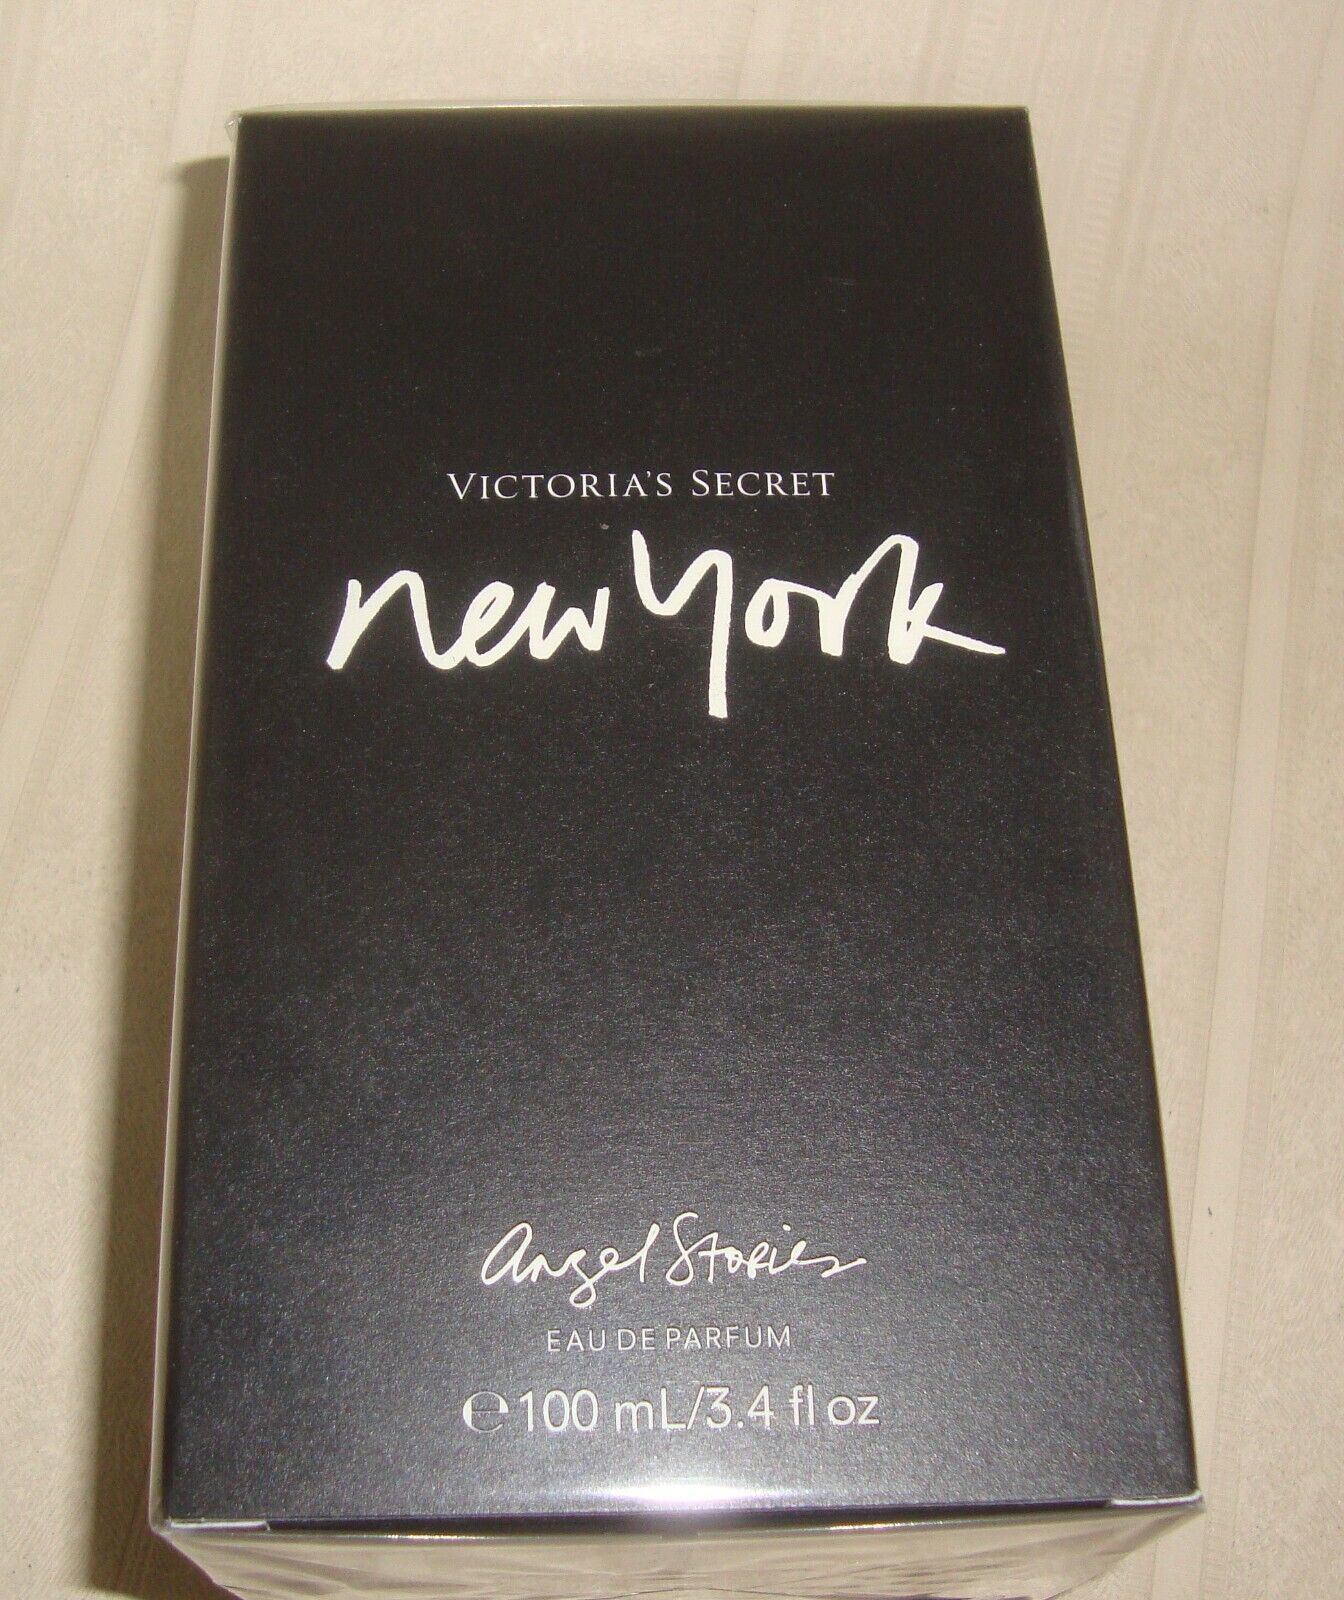 VICTORIA'S SECRET
new york
Angel Stories
EAU DE PARFUM
℮100 mL/3.4 fl oz